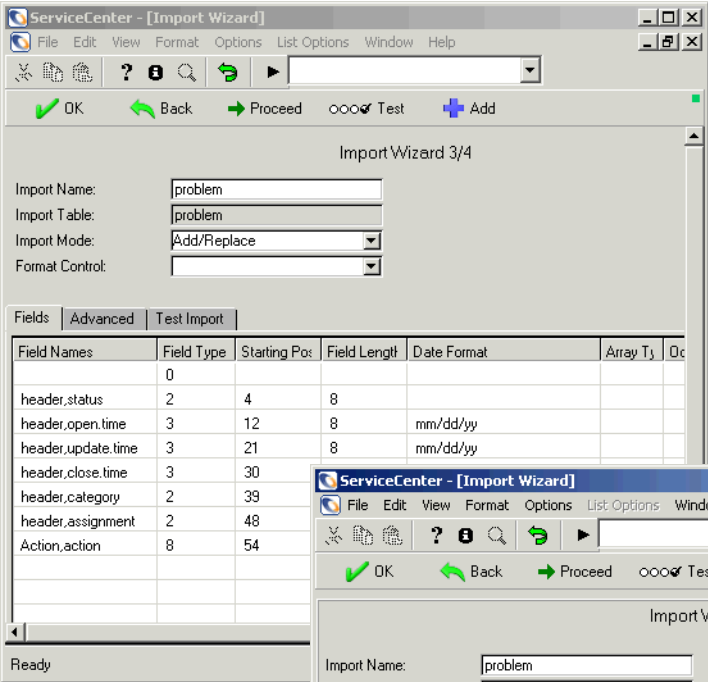 ServiceCenter - [Import Wizard]
File Edit View Format Options List Options Window Help
OK Back Proceed Test Add
Import Wizard 3/4
Import Name: problem
Import Table: problem
Import Mode: Add/Replace
Format Control:
Fields Advanced Test Import
Field Names Field Type Starting Pos Field Length Date Format Array Ty Oc
0
header,status 2 4 8
header,open.time 3 12 8 mm/dd/yy
header,update.time 3 21 8 mm/dd/yy
header,close.time 3 30
header,category 2 39
header,assignment 2 48
Action,action 8 54
Ready
ServiceCenter - [Import Wizard]
File Edit View Format Options List Options Windo
OK Back Proceed Tes
Import W
Import Name: problem